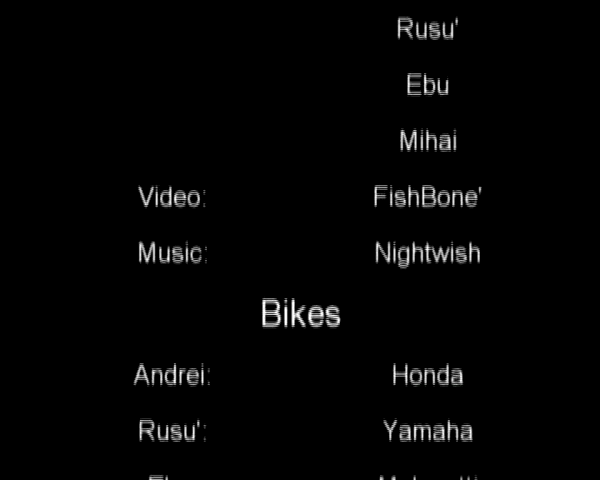 Rusu'
Ebu
Mihai
Video: FishBone'
Music: Nightwish
Bikes
Andrei: Honda
Rusu': Yamaha